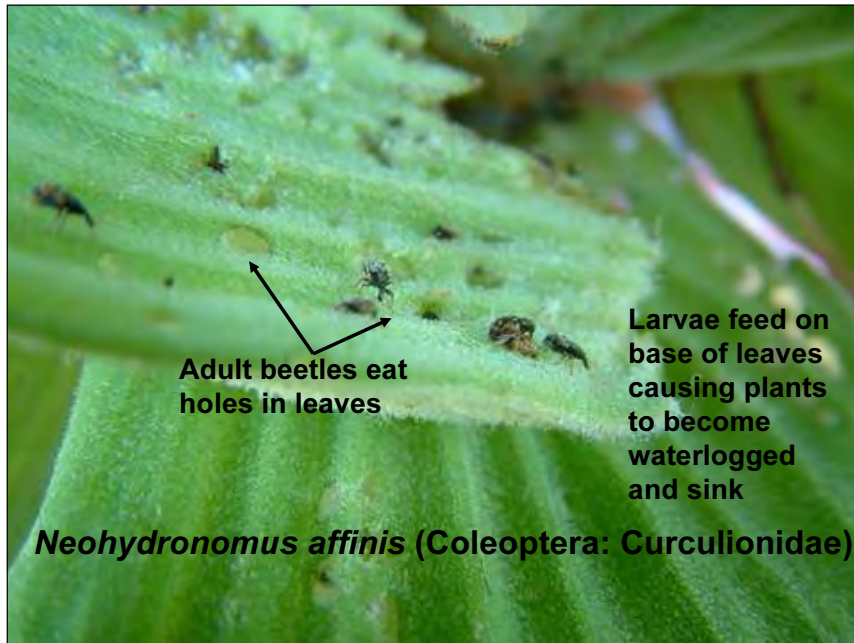 Adult beetles eat
holes in leaves
Larvae feed on
base of leaves
causing plants
to become
waterlogged
and sink
Neohydronomus affinis (Coleoptera: Curculionidae)